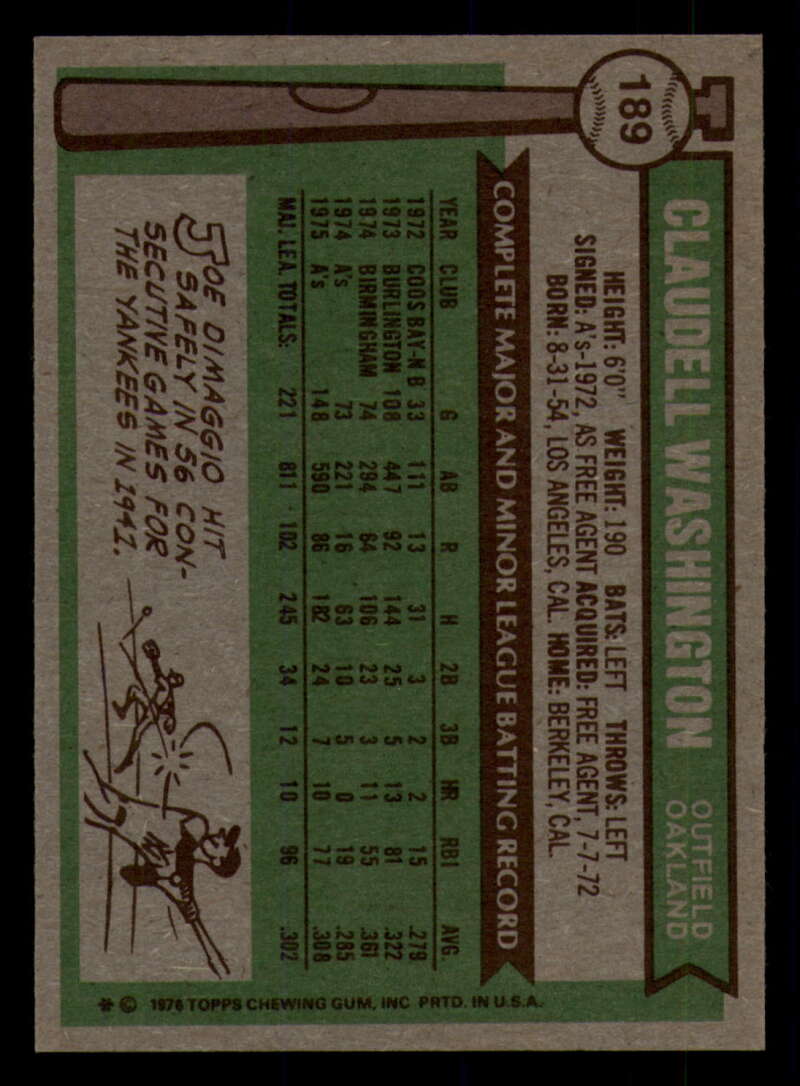 189
CLAUDELL WASHINGTON
OUTFIELD
OAKLAND
HEIGHT: 6'0" WEIGHT: 190 BATS: LEFT THROWS: LEFT
SIGNED: A's-1972, AS FREE AGENT ACQUIRED: FREE AGENT, 7-7-72
BORN: 8-31-54, LOS ANGELES, CAL. HOME: BERKELEY, CAL.
COMPLETE MAJOR AND MINOR LEAGUE BATTING RECORD
YEAR CLUB G AB R H 2B 3B HR RBI AVG.
1972 COOS BAY-N B 33 111 13 31 3 2 2 15 .279
1973 BURLINGTON 108 447 92 144 25 5 13 81 .322
1974 BIRMINGHAM 74 294 64 106 23 3 11 55 .361
1974 A's 73 221 16 63 10 5 0 19 .285
1975 A's 148 590 86 182 24 7 10 77 .308
MAJ. LEA. TOTALS: 221 811 102 245 34 12 10 96 .302
JOE DIMAGGIO HIT
SAFELY IN 56 CON-
SECUTIVE GAMES FOR
THE YANKEES IN 1941.
* © 1976 TOPPS CHEWING GUM, INC. PRTD. IN U.S.A.